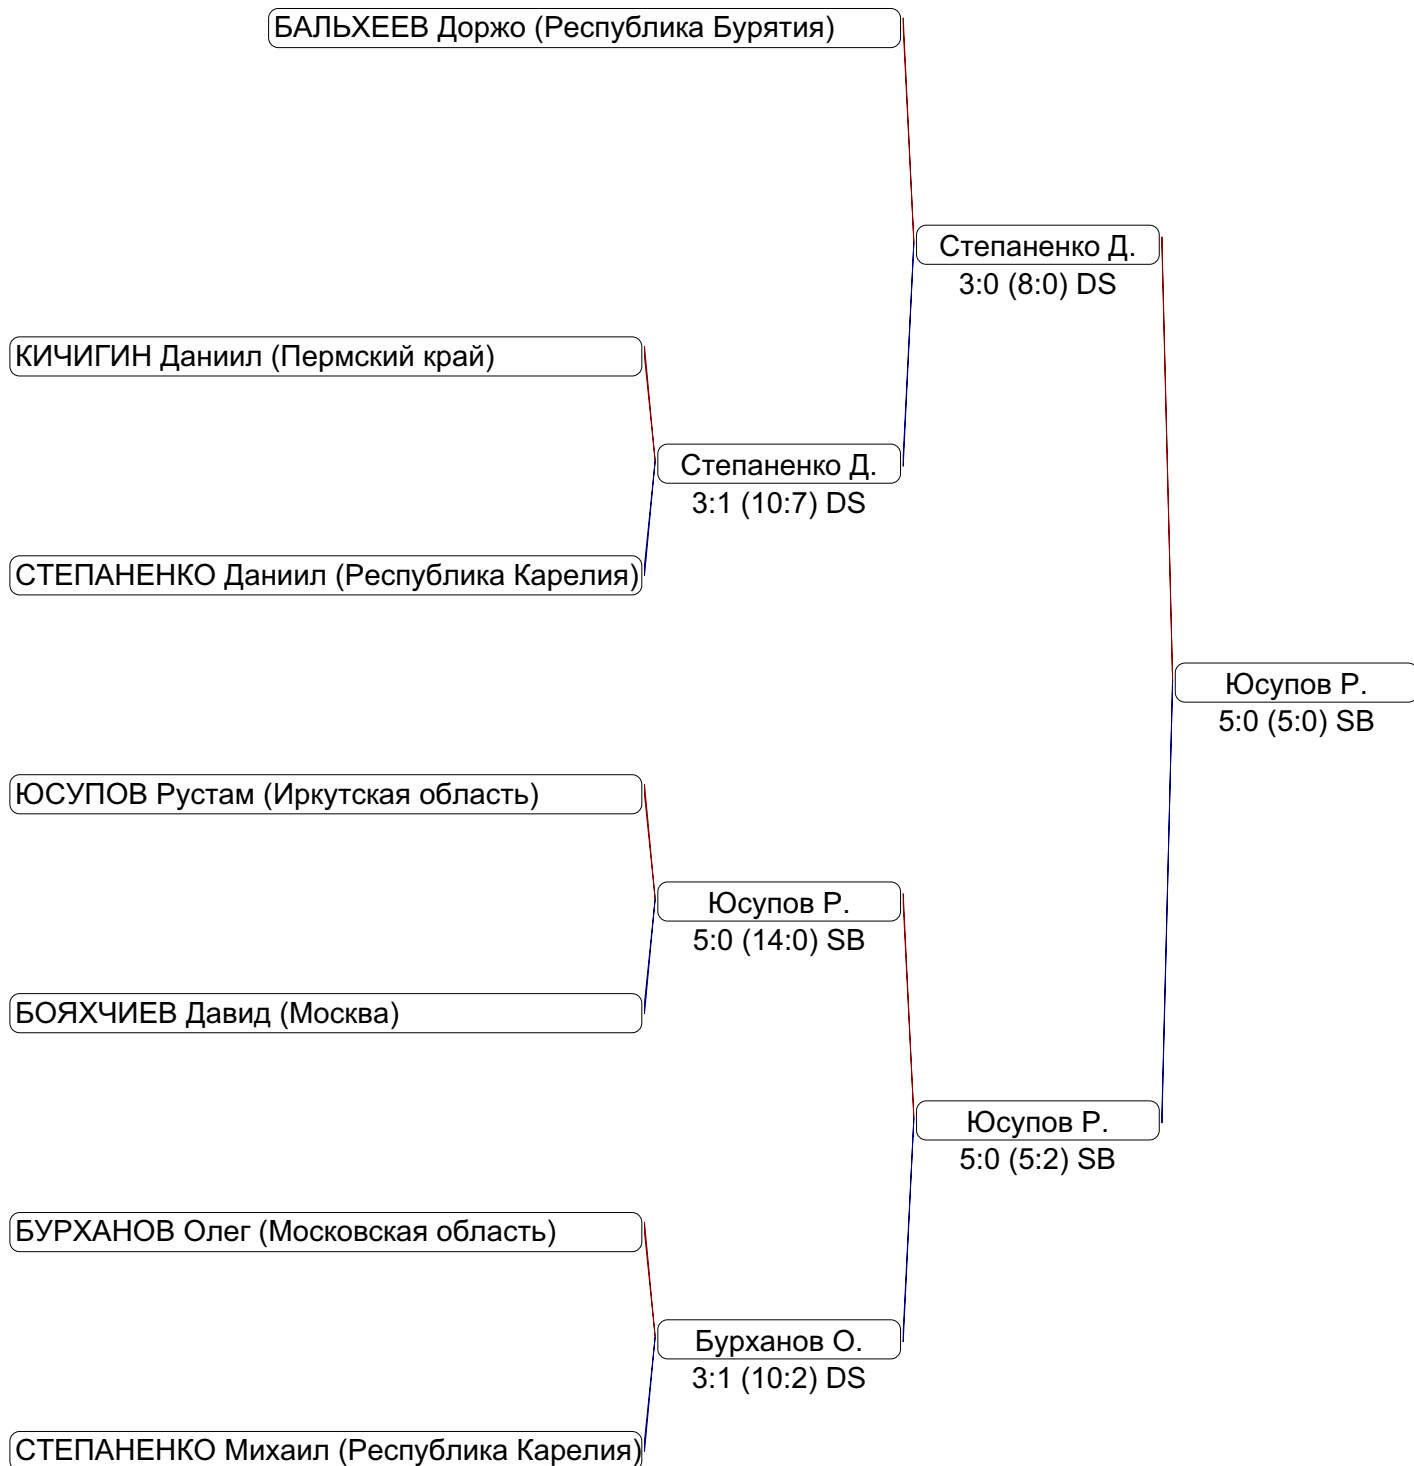 БАЛЬХЕЕВ Доржо (Республика Бурятия)
Степаненко Д.
3:0 (8:0) DS
КИЧИГИН Даниил (Пермский край)
Степаненко Д.
3:1 (10:7) DS
СТЕПАНЕНКО Даниил (Республика Карелия)
Юсупов Р.
5:0 (5:0) SB
ЮСУПОВ Рустам (Иркутская область)
Юсупов Р.
5:0 (14:0) SB
БОЯХЧИЕВ Давид (Москва)
Юсупов Р.
5:0 (5:2) SB
БУРХАНОВ Олег (Московская область)
Бурханов О.
3:1 (10:2) DS
СТЕПАНЕНКО Михаил (Республика Карелия)